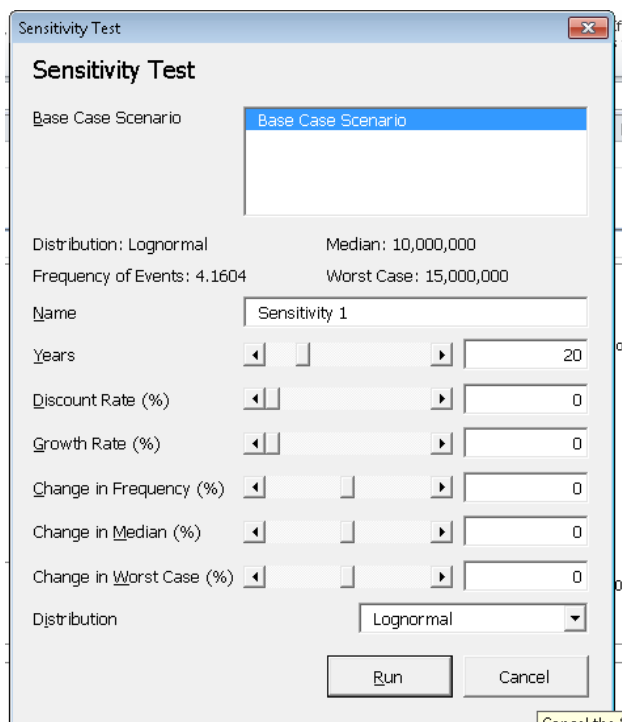 Sensitivity Test
Sensitivity Test
Base Case Scenario Base Case Scenario
Distribution: Lognormal Median: 10,000,000
Frequency of Events: 4.1604 Worst Case: 15,000,000
Name Sensitivity 1
Years 20
Discount Rate (%) 0
Growth Rate (%) 0
Change in Frequency (%) 0
Change in Median (%) 0
Change in Worst Case (%) 0
Distribution Lognormal
Run Cancel